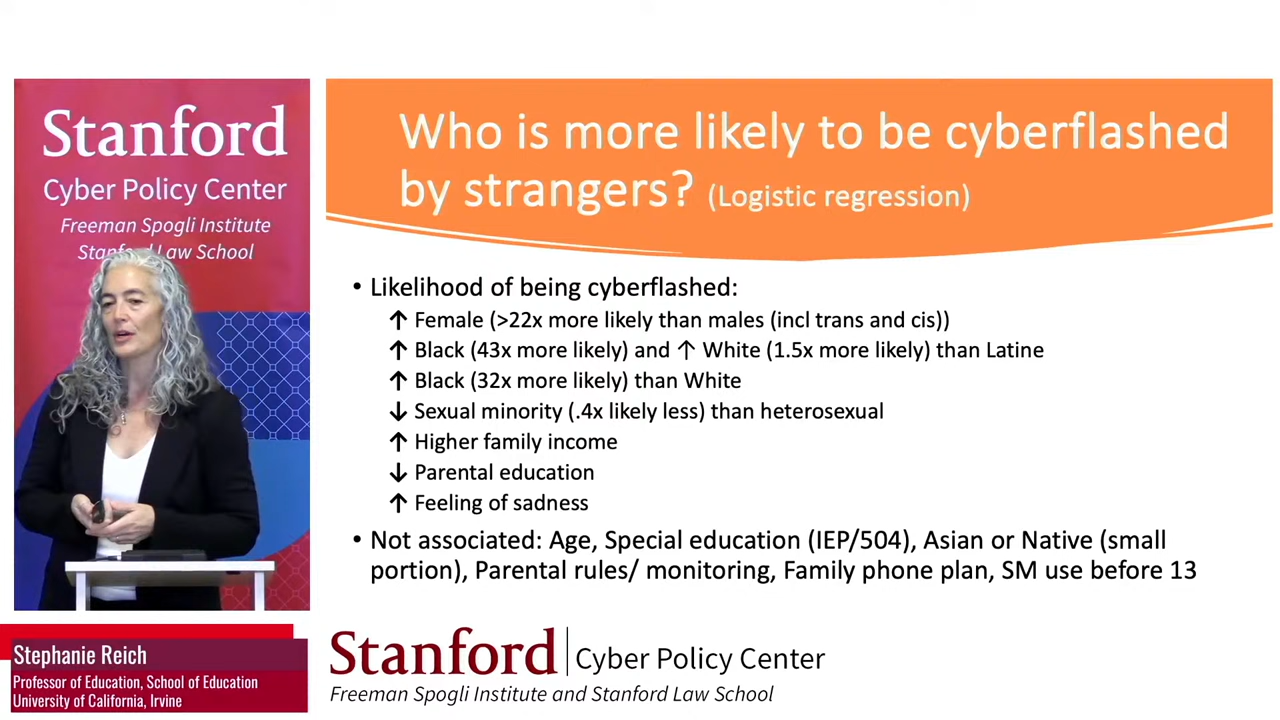 Stanford
Cyber Policy Center
Freeman Spogli Institute
Stanford Law School
Who is more likely to be cyberflashed
by strangers? (Logistic regression)
• Likelihood of being cyberflashed:
↑ Female (>22x more likely than males (incl trans and cis))
↑ Black (43x more likely) and ↑ White (1.5x more likely) than Latine
↑ Black (32x more likely) than White
↓ Sexual minority (.4x likely less) than heterosexual
↑ Higher family income
↓ Parental education
↑ Feeling of sadness
• Not associated: Age, Special education (IEP/504), Asian or Native (small
portion), Parental rules/ monitoring, Family phone plan, SM use before 13
Stephanie Reich
Professor of Education, School of Education
University of California, Irvine
Stanford | Cyber Policy Center
Freeman Spogli Institute and Stanford Law School